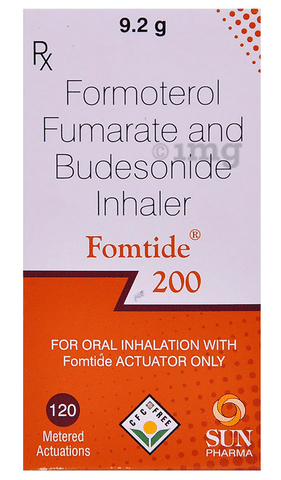 9.2 g
Rx
Formoterol
Fumarate and
Budesonide
Inhaler
1mg
Fomtide®
200
FOR ORAL INHALATION WITH
Fomtide ACTUATOR ONLY
120
Metered
Actuations
CFC FREE
SUN
PHARMA